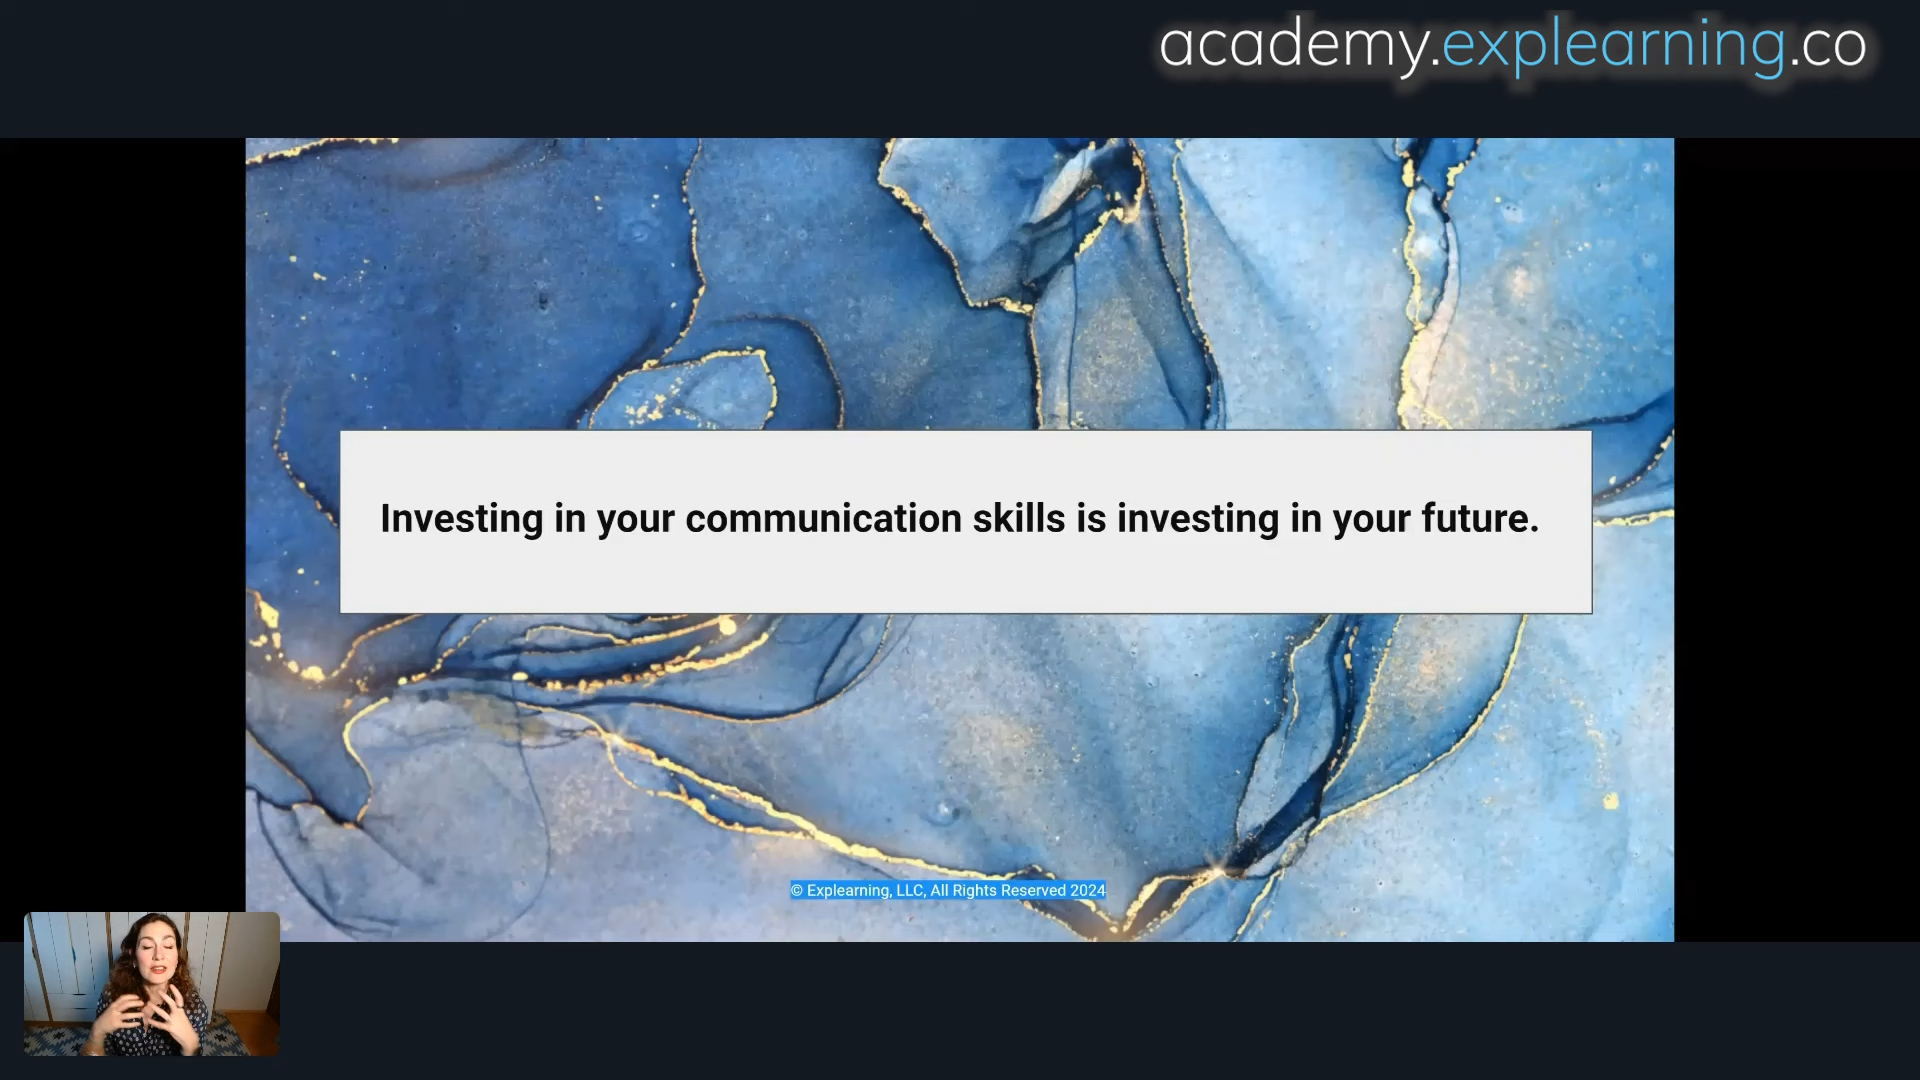 academy.explearning.co
Investing in your communication skills is investing in your future.
© Explearning, LLC, All Rights Reserved 2024